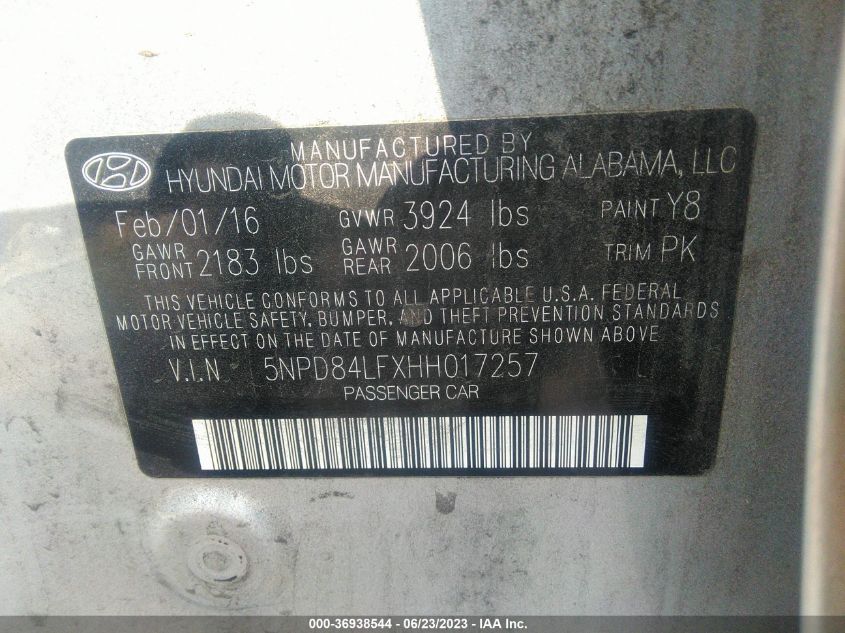 MANUFACTURED BY
HYUNDAI MOTOR MANUFACTURING ALABAMA, LLC
Feb/01/16 GVWR 3924 lbs PAINT Y8
GAWR FRONT 2183 lbs GAWR REAR 2006 lbs TRIM PK
THIS VEHICLE CONFORMS TO ALL APPLICABLE U.S.A. FEDERAL
MOTOR VEHICLE SAFETY, BUMPER, AND THEFT PREVENTION STANDARDS
IN EFFECT ON THE DATE OF MANUFACTURE SHOWN ABOVE
V.I.N 5NPD84LFXHH017257
PASSENGER CAR
000-36938544 - 06/23/2023 - IAA Inc.